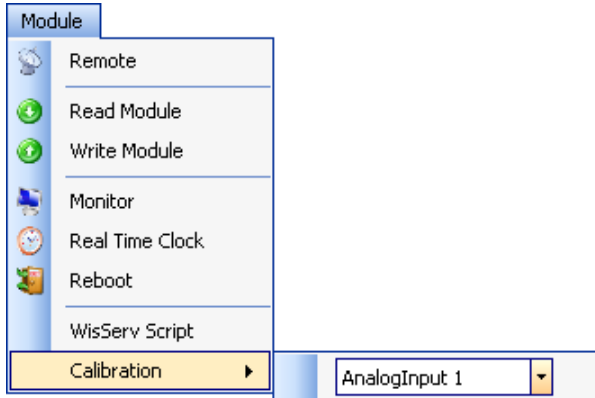 Module
Remote
Read Module
Write Module
Monitor
Real Time Clock
Reboot
WisServ Script
Calibration
AnalogInput 1